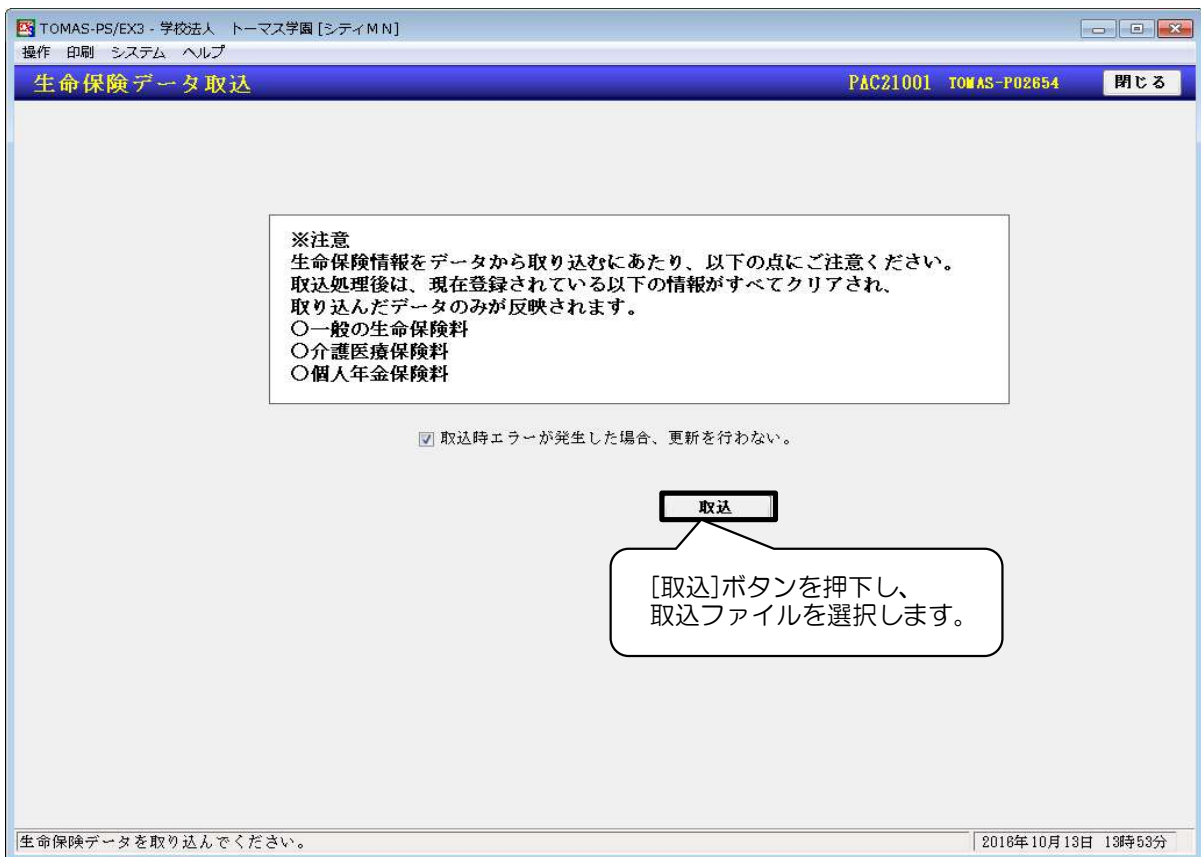 TOMAS-PS/EX3 - 学校法人　トーマス学園 [シティＭＮ]
操作 印刷 システム ヘルプ
生命保険データ取込 PAC21001 TOMAS-P02654 閉じる
※注意
生命保険情報をデータから取り込むにあたり、以下の点にご注意ください。
取込処理後は、現在登録されている以下の情報がすべてクリアされ、
取り込んだデータのみが反映されます。
○一般の生命保険料
○介護医療保険料
○個人年金保険料
取込時エラーが発生した場合、更新を行わない。
取込
[取込]ボタンを押下し、
取込ファイルを選択します。
生命保険データを取り込んでください。 2016年10月13日 13時53分